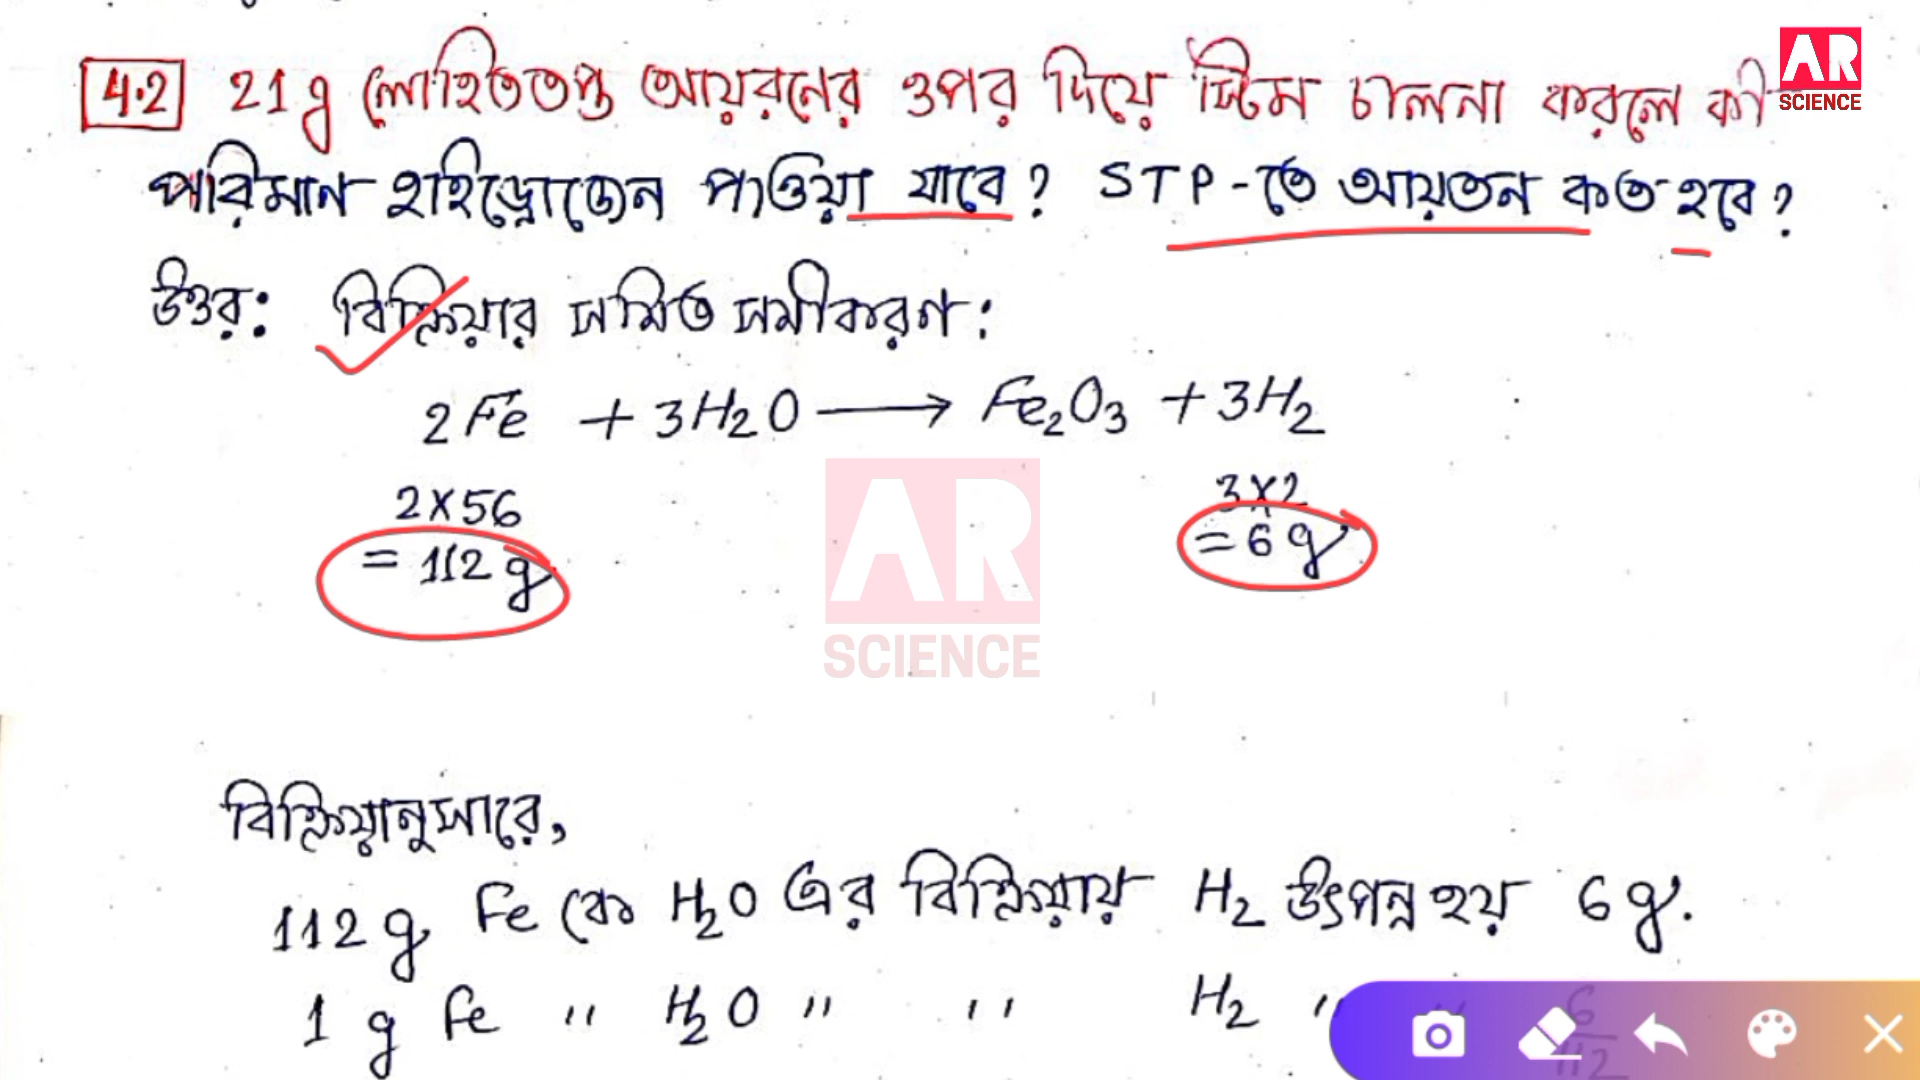 AR
SCIENCE
4.2 21 g লোহিততপ্ত আয়রনের ওপর দিয়ে স্টিম চালনা করলে কী
পরিমান হাইড্রোজেন পাওয়া যাবে? STP-তে আয়তন কত হবে?
উত্তর: বিক্রিয়ার সমিত সমীকরণ:
2Fe + 3H₂O ⟶ Fe₂O₃ + 3H₂
2×56 3×2
= 112 g = 6 g
AR
SCIENCE
বিক্রিয়ানুসারে,
112 g Fe কে H₂O এর বিক্রিয়ায় H₂ উৎপন্ন হয় 6 g.
1 g Fe " H₂O " " H₂ " " 6/112